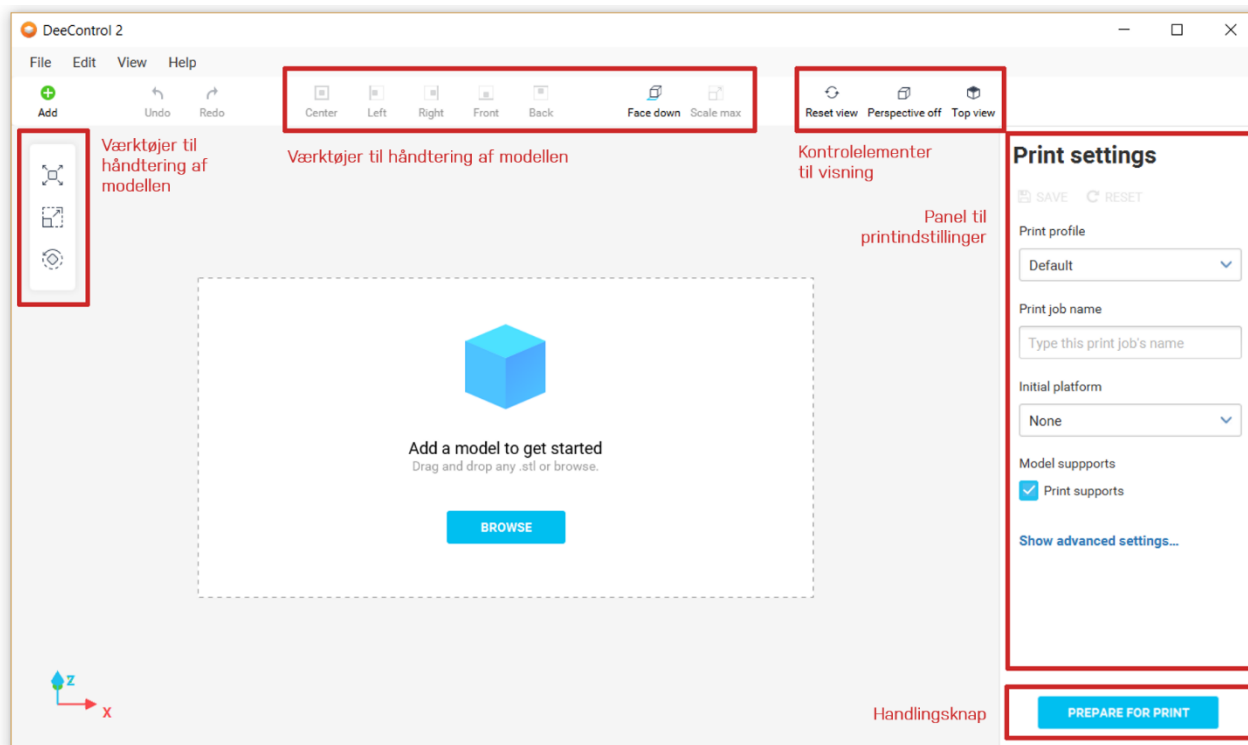 DeeControl 2
File Edit View Help
Add Undo Redo Center Left Right Front Back Face down Scale max Reset view Perspective off Top view
Værktøjer til
håndtering af
modellen
Værktøjer til håndtering af modellen
Kontrolelementer
til visning
Panel til
printindstillinger
Print settings
SAVE RESET
Print profile
Default
Print job name
Type this print job's name
Initial platform
None
Model suppports
Print supports
Show advanced settings...
Add a model to get started
Drag and drop any .stl or browse.
BROWSE
Z
X
Handlingsknap
PREPARE FOR PRINT